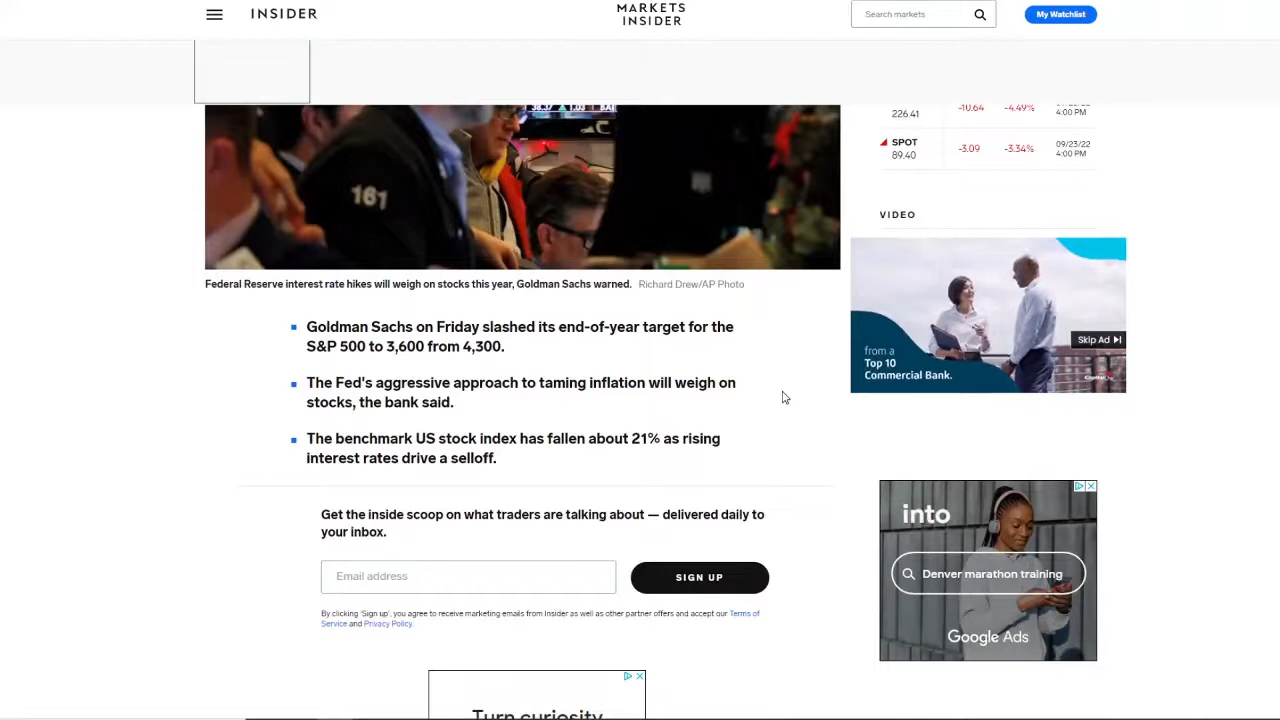 INSIDER
MARKETS
INSIDER
Search markets
My Watchlist
161
226.41
-10.64
-4.49%
4:00 PM
SPOT
89.40
-3.09
-3.34%
09/23/22
4:00 PM
Federal Reserve interest rate hikes will weigh on stocks this year, Goldman Sachs warned. Richard Drew/AP Photo
VIDEO
Goldman Sachs on Friday slashed its end-of-year target for the
S&P 500 to 3,600 from 4,300.
The Fed's aggressive approach to taming inflation will weigh on
stocks, the bank said.
The benchmark US stock index has fallen about 21% as rising
interest rates drive a selloff.
from a
Top 10
Commercial Bank.
Skip Ad
Get the inside scoop on what traders are talking about — delivered daily to
your inbox.
Email address
SIGN UP
By clicking 'Sign up', you agree to receive marketing emails from Insider as well as other partner offers and accept our Terms of
Service and Privacy Policy.
into
Denver marathon training
Google Ads
Turn curiosity